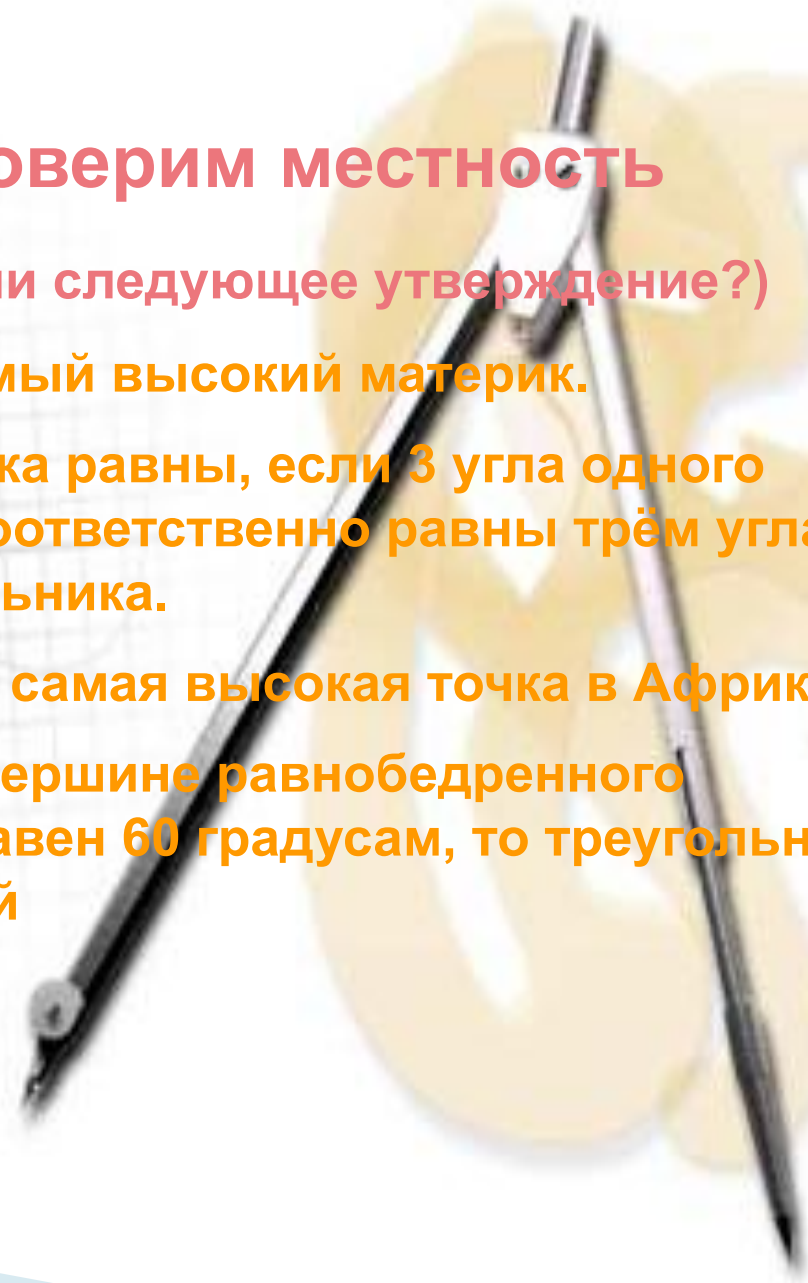 оверим местность
ни следующее утверждение?)
мый высокий материк.
ка равны, если 3 угла одного
оответственно равны трём угла
ьника.
самая высокая точка в Африк
ершине равнобедренного
авен 60 градусам, то треугольн
й